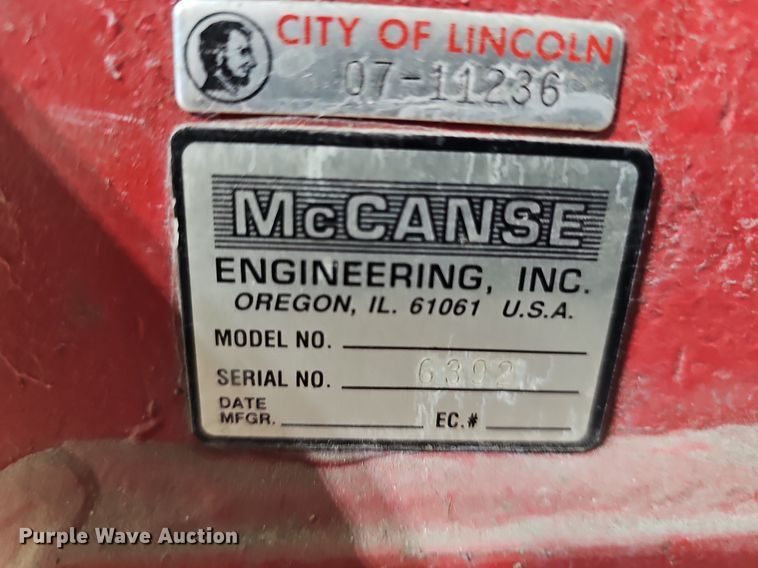 CITY OF LINCOLN
07-11236
McCANSE
ENGINEERING, INC.
OREGON, IL. 61061 U.S.A.
MODEL NO.
SERIAL NO. 6392
DATE
MFGR. EC.#
Purple Wave Auction